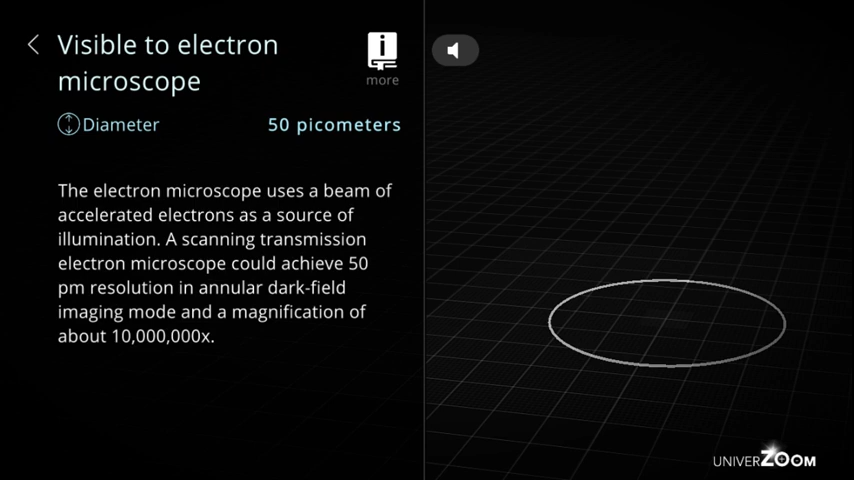 Visible to electron
microscope
i
more
Diameter
50 picometers
The electron microscope uses a beam of
accelerated electrons as a source of
illumination. A scanning transmission
electron microscope could achieve 50
pm resolution in annular dark-field
imaging mode and a magnification of
about 10,000,000x.
UNIVERZOOM